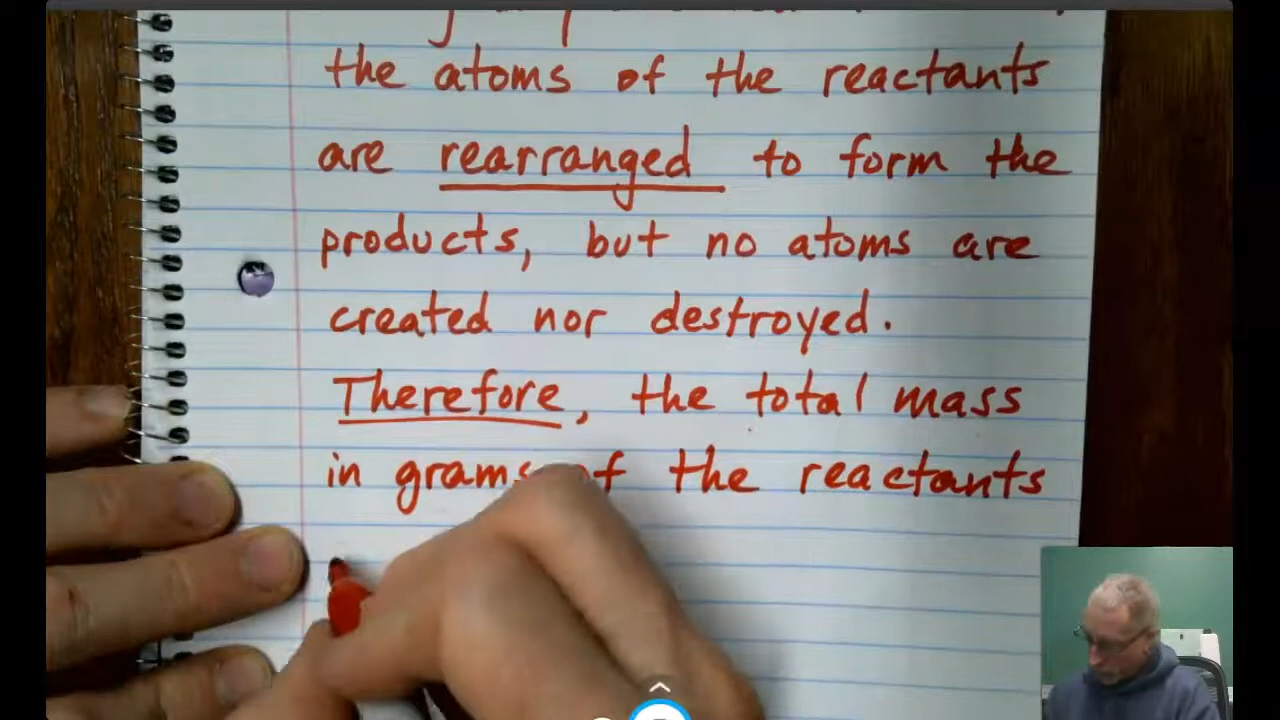 the atoms of the reactants
are rearranged to form the
products, but no atoms are
created nor destroyed.
Therefore, the total mass
in grams of the reactants